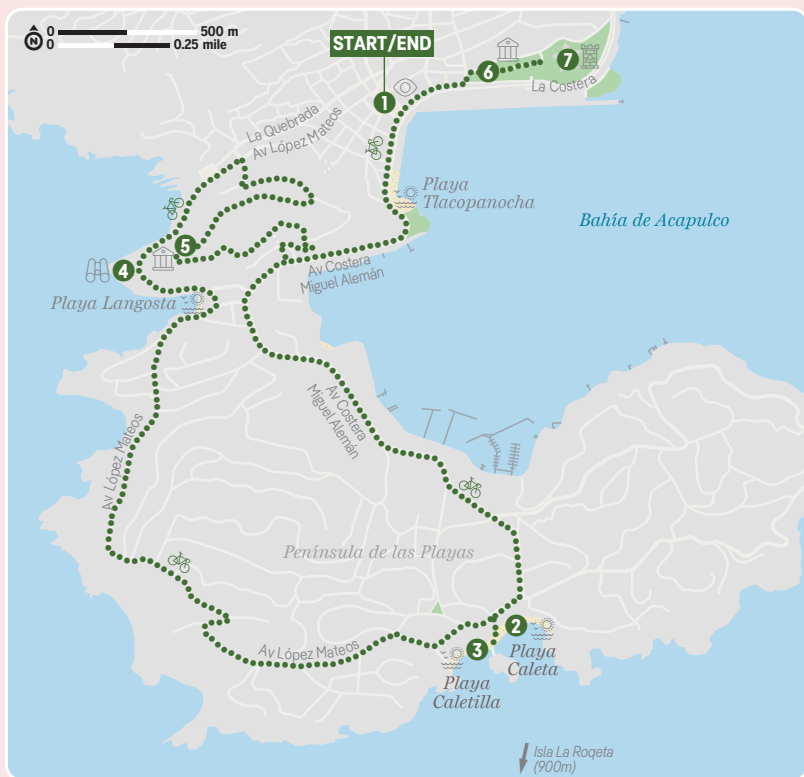 0 500 m
N 0 0.25 mile
START/END
1
6
7
La Costera
La Quebrada
Av López Mateos
Playa
Tlacopanocha
Bahía de Acapulco
5
4
Av Costera
Miguel Alemán
Playa Langosta
Av Costera
Miguel Alemán
Av López Mateos
Península de las Playas
2
Av López Mateos
3
Playa
Caleta
Playa
Caletilla
Isla La Roqeta
(900m)